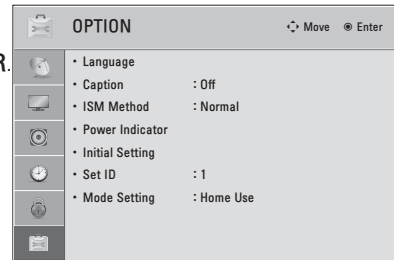 OPTION Move Enter
R.
• Language
• Caption : Off
• ISM Method : Normal
• Power Indicator
• Initial Setting
• Set ID : 1
• Mode Setting : Home Use